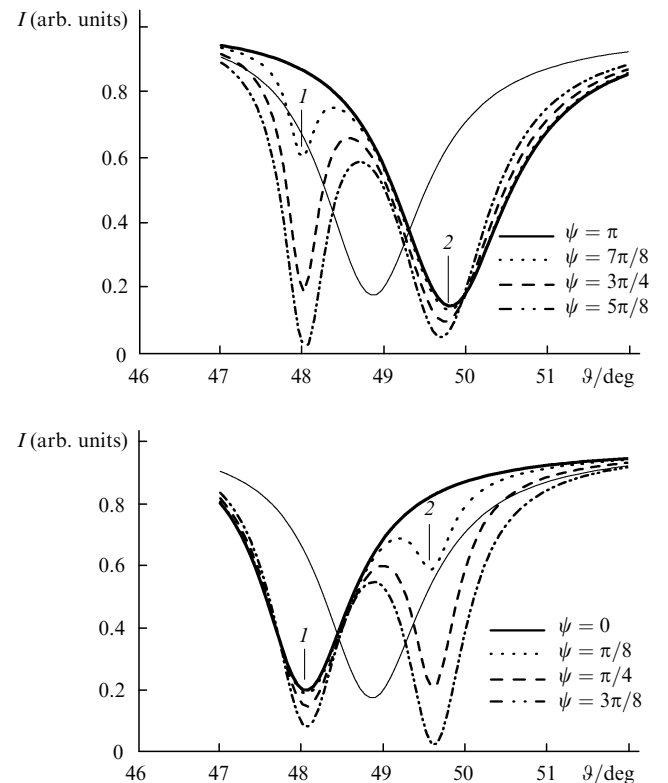 I (arb. units)
0.8
0.6
0.4
0.2
0
1
2
ψ = π
ψ = 7π/8
ψ = 3π/4
ψ = 5π/8
46 47 48 49 50 51 ϑ/deg
I (arb. units)
0.8
0.6
0.4
0.2
0
1
2
ψ = 0
ψ = π/8
ψ = π/4
ψ = 3π/8
46 47 48 49 50 51 ϑ/deg